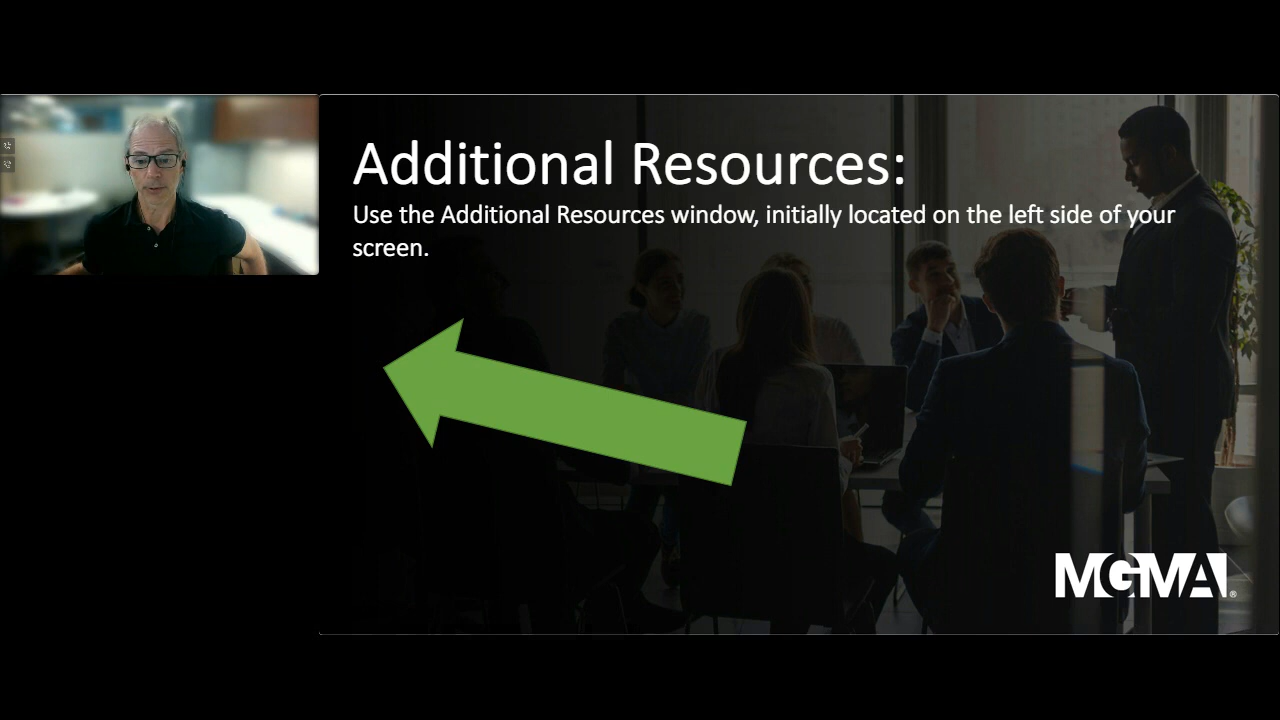 Additional Resources:
Use the Additional Resources window, initially located on the left side of your
screen.
MGMA®